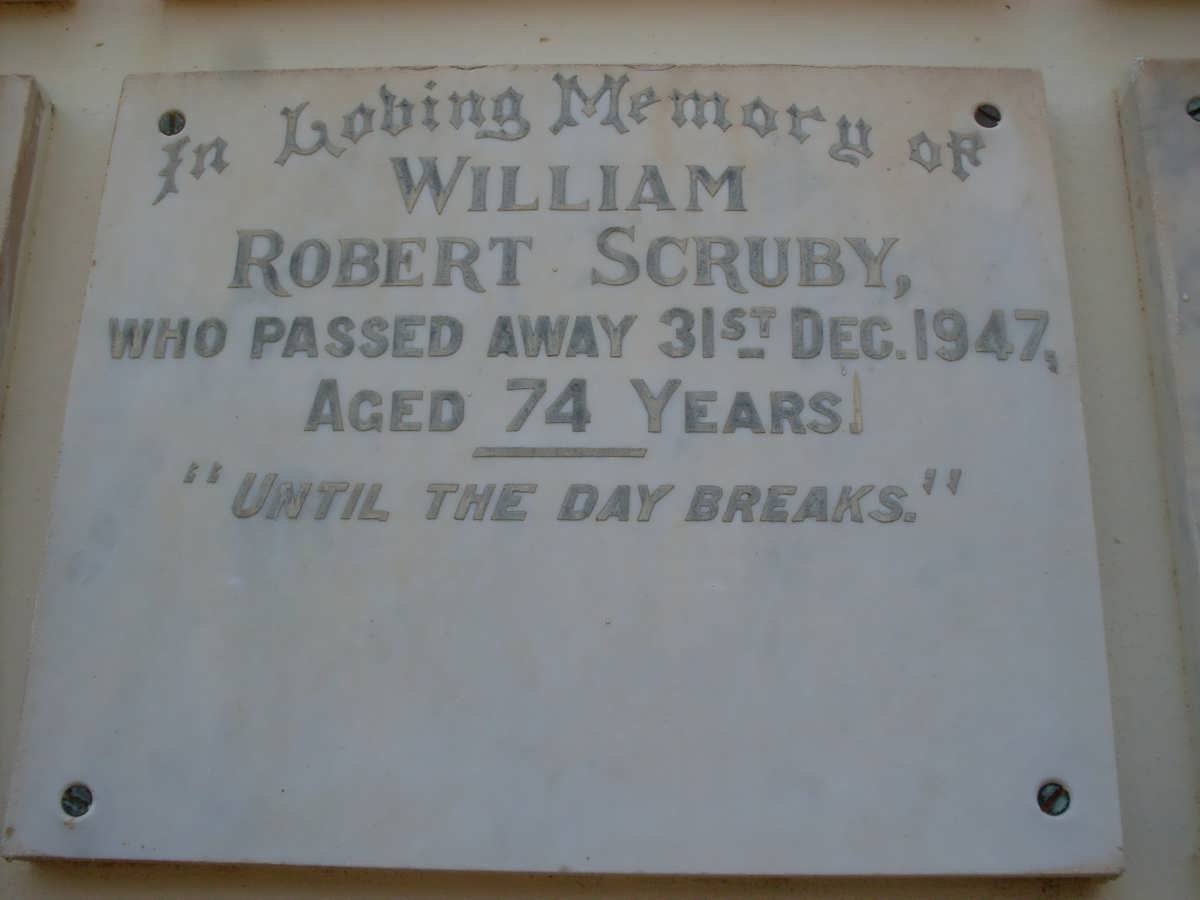 In Loving Memory of
WILLIAM
ROBERT SCRUBY,
WHO PASSED AWAY 31ST DEC. 1947,
AGED 74 YEARS.
"UNTIL THE DAY BREAKS."